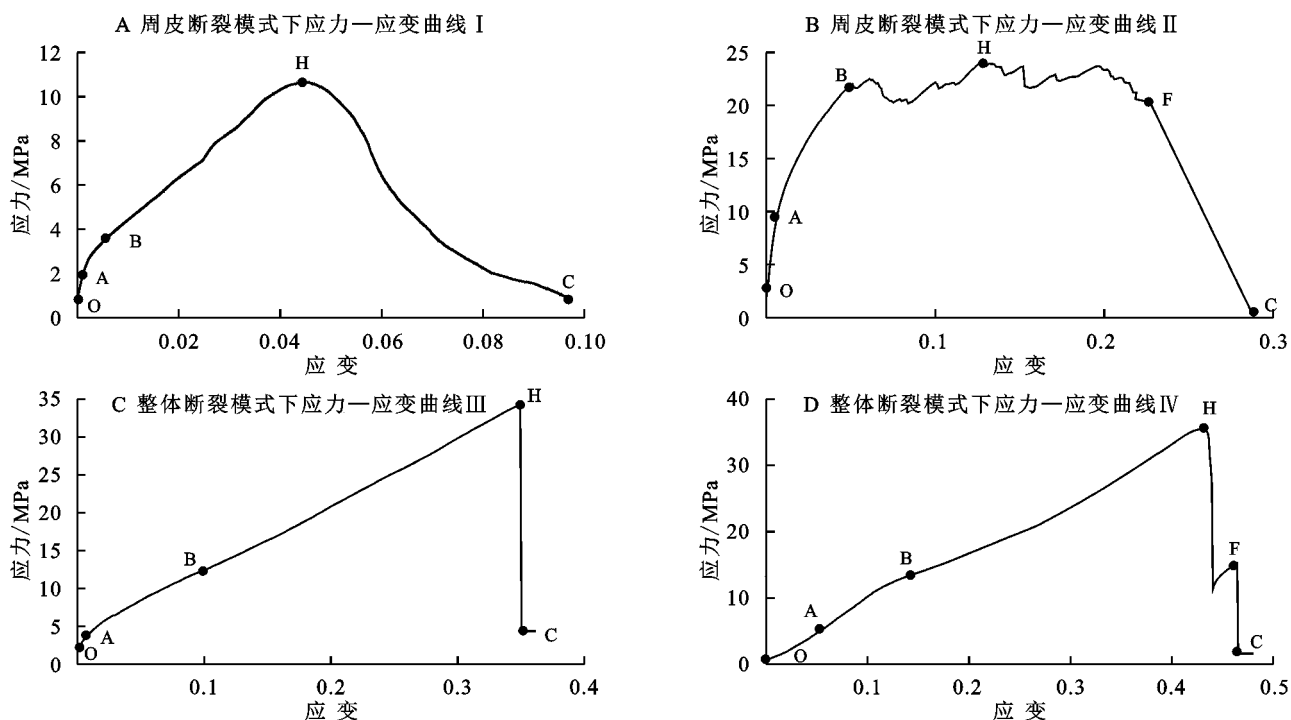 A 周皮断裂模式下应力—应变曲线Ⅰ
12
10
8
6
4
2
0
应力/MPa
H
B
A
O
C
0.02
0.04
0.06
0.08
0.10
应变
B 周皮断裂模式下应力—应变曲线Ⅱ
25
20
15
10
5
0
应力/MPa
H
B
F
A
O
C
0.1
0.2
0.3
应变
C 整体断裂模式下应力—应变曲线Ⅲ
35
30
25
20
15
10
5
0
应力/MPa
H
B
A
O
C
0.1
0.2
0.3
0.4
应变
D 整体断裂模式下应力—应变曲线Ⅳ
40
30
20
10
0
应力/MPa
H
B
F
A
O
C
0.1
0.2
0.3
0.4
0.5
应变